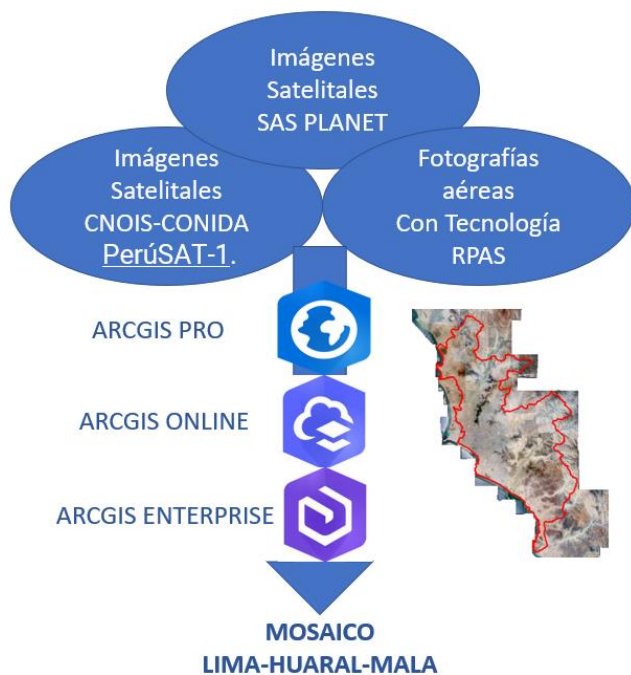 Imágenes
Satelitales
SAS PLANET
Imágenes
Satelitales
CNOIS-CONIDA
PerúSAT-1.
Fotografías
aéreas
Con Tecnología
RPAS
ARCGIS PRO
ARCGIS ONLINE
ARCGIS ENTERPRISE
MOSAICO
LIMA-HUARAL-MALA